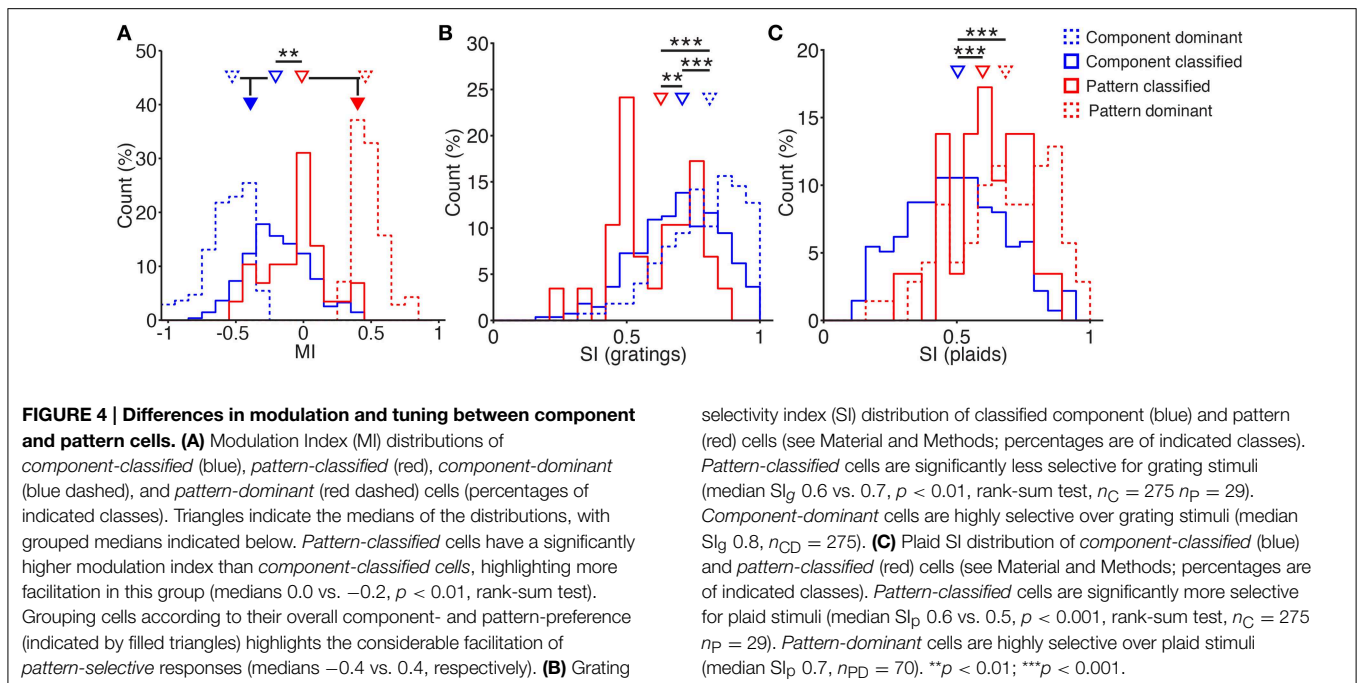 A
50
40
30
20
10
0
Count (%)
-1
-0.5
0
0.5
1
MI
**
B
30
25
20
15
10
5
0
Count (%)
0
0.5
1
SI (gratings)
***
***
**
C
20
15
10
5
0
Count (%)
0
0.5
1
SI (plaids)
***
***
Component dominant
Component classified
Pattern classified
Pattern dominant
FIGURE 4 | Differences in modulation and tuning between component
and pattern cells. (A) Modulation Index (MI) distributions of
component-classified (blue), pattern-classified (red), component-dominant
(blue dashed), and pattern-dominant (red dashed) cells (percentages of
indicated classes). Triangles indicate the medians of the distributions, with
grouped medians indicated below. Pattern-classified cells have a significantly
higher modulation index than component-classified cells, highlighting more
facilitation in this group (medians 0.0 vs. −0.2, p < 0.01, rank-sum test).
Grouping cells according to their overall component- and pattern-preference
(indicated by filled triangles) highlights the considerable facilitation of
pattern-selective responses (medians −0.4 vs. 0.4, respectively). (B) Grating
selectivity index (SI) distribution of classified component (blue) and pattern
(red) cells (see Material and Methods; percentages are of indicated classes).
Pattern-classified cells are significantly less selective for grating stimuli
(median SIg 0.6 vs. 0.7, p < 0.01, rank-sum test, nC = 275 nP = 29).
Component-dominant cells are highly selective over grating stimuli (median
SIg 0.8, nCD = 275). (C) Plaid SI distribution of component-classified (blue)
and pattern-classified (red) cells (see Material and Methods; percentages are
of indicated classes). Pattern-classified cells are significantly more selective
for plaid stimuli (median SIp 0.6 vs. 0.5, p < 0.001, rank-sum test, nC = 275
nP = 29). Pattern-dominant cells are highly selective over plaid stimuli
(median SIp 0.7, nPD = 70). **p < 0.01; ***p < 0.001.